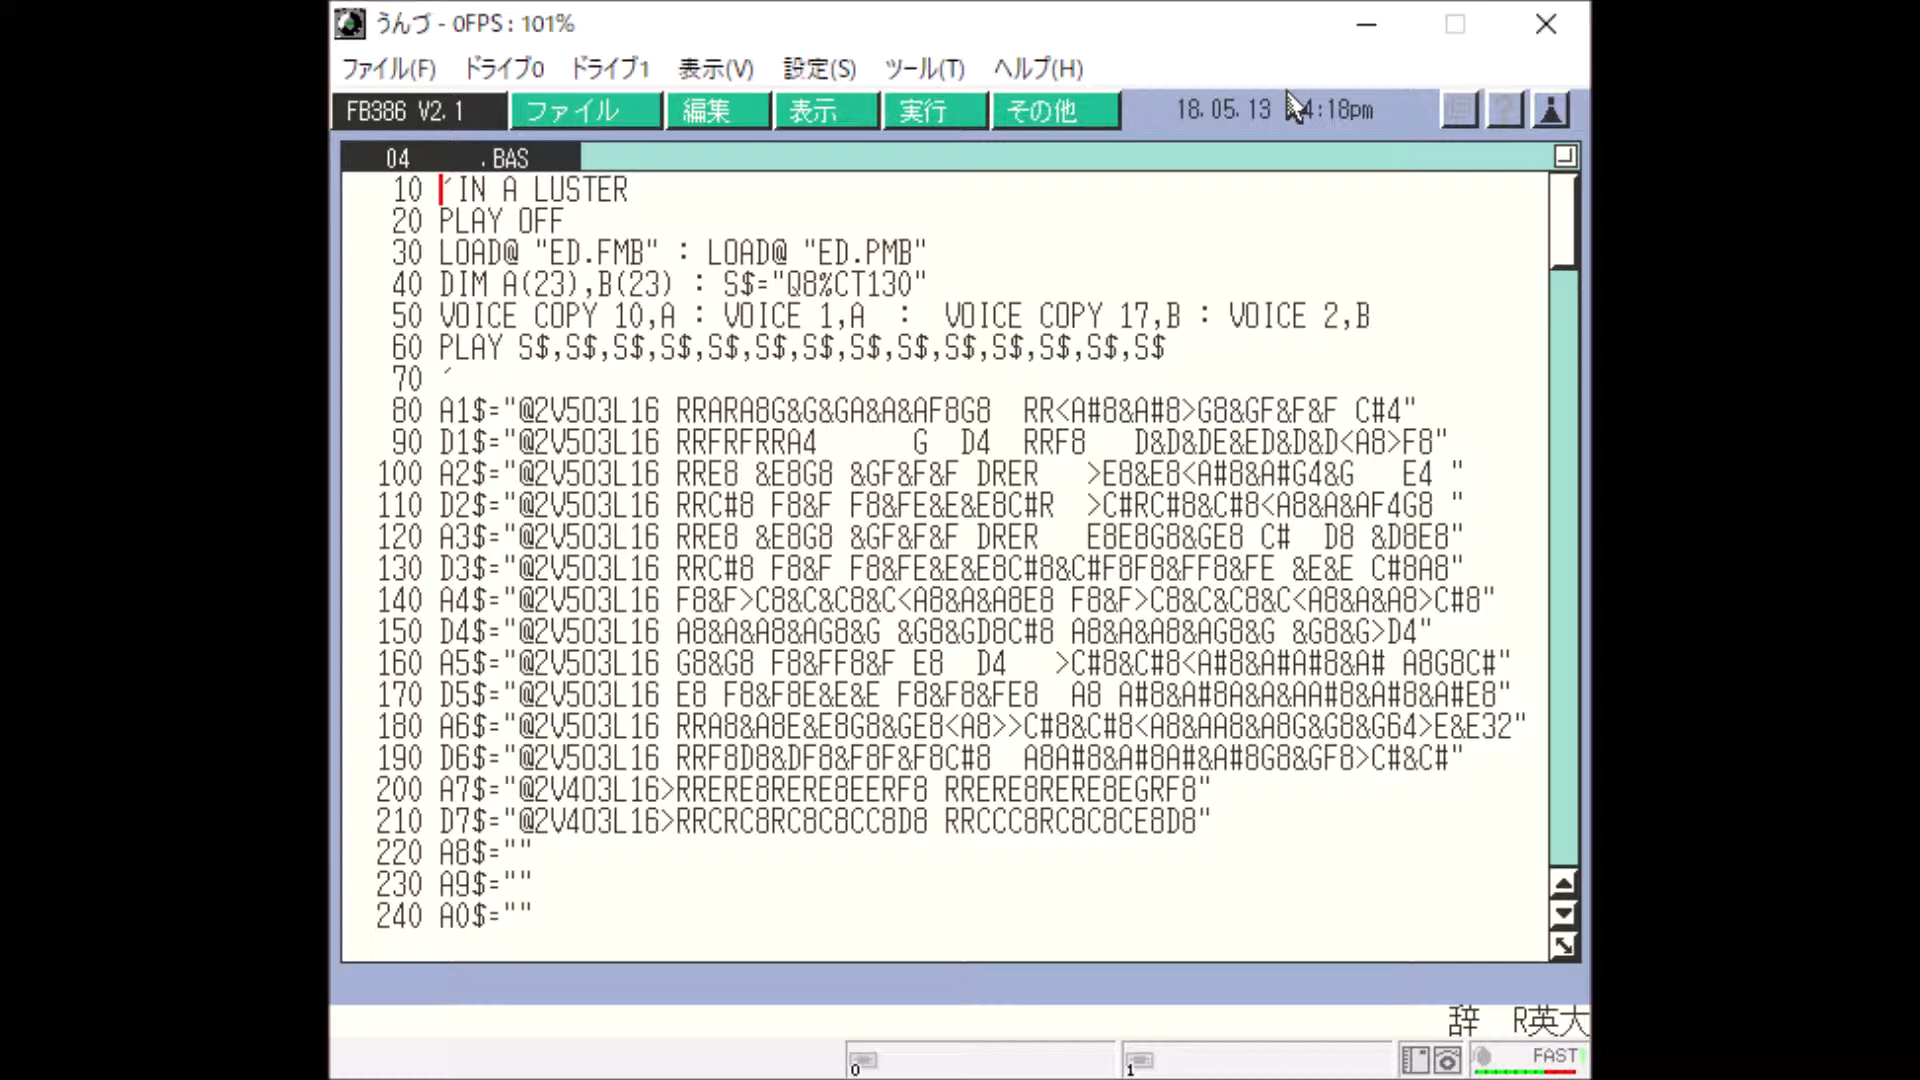 うんづ - 0FPS : 101%
ファイル(F) ドライブ0 ドライブ1 表示(V) 設定(S) ツール(T) ヘルプ(H)
FB386 V2.1 ファイル 編集 表示 実行 その他 18.05.13 4:18pm
04 .BAS
10 'IN A LUSTER
20 PLAY OFF
30 LOAD@ "ED.FMB" : LOAD@ "ED.PMB"
40 DIM A(23),B(23) : S$="Q8%CT130"
50 VOICE COPY 10,A : VOICE 1,A  :  VOICE COPY 17,B : VOICE 2,B
60 PLAY S$,S$,S$,S$,S$,S$,S$,S$,S$,S$,S$,S$,S$,S$
70 '
80 A1$="@2V5O3L16 RRARA8G&G&GA&A&AF8G8  RR<A#8&A#8>G8&GF&F&F C#4"
90 D1$="@2V5O3L16 RRFRFRRA4      G  D4  RRF8   D&D&DE&ED&D&D<A8>F8"
100 A2$="@2V5O3L16 RRE8 &E8G8 &GF&F&F DRER   >E8&E8<A#8&A#G4&G   E4 "
110 D2$="@2V5O3L16 RRC#8 F8&F F8&FE&E&E8C#R  >C#RC#8&C#8<A8&A&AF4G8 "
120 A3$="@2V5O3L16 RRE8 &E8G8 &GF&F&F DRER   E8E8G8&GE8 C#  D8 &D8E8"
130 D3$="@2V5O3L16 RRC#8 F8&F F8&FE&E&E8C#8&C#F8F8&FF8&FE &E&E C#8A8"
140 A4$="@2V5O3L16 F8&F>C8&C&C8&C<A8&A&A8E8 F8&F>C8&C&C8&C<A8&A&A8>C#8"
150 D4$="@2V5O3L16 A8&A&A8&AG8&G &G8&GD8C#8 A8&A&A8&AG8&G &G8&G>D4"
160 A5$="@2V5O3L16 G8&G8 F8&FF8&F E8  D4   >C#8&C#8<A#8&A#A#8&A# A8G8C#"
170 D5$="@2V5O3L16 E8 F8&F8E&E&E F8&F8&FE8  A8 A#8&A#8A&A&AA#8&A#8&A#E8"
180 A6$="@2V5O3L16 RRA8&A8E&E8G8&GE8<A8>>C#8&C#8<A8&AA8&A8G&G8&G64>E&E32"
190 D6$="@2V5O3L16 RRF8D8&DF8&F8F&F8C#8  A8A#8&A#8A#&A#8G8&GF8>C#&C#"
200 A7$="@2V4O3L16>RRERE8RERE8EERF8 RRERE8RERE8EGRF8"
210 D7$="@2V4O3L16>RRCRC8RC8C8CC8D8 RRCCC8RC8C8CE8D8"
220 A8$=""
230 A9$=""
240 A0$=""
辞 R英大
0 1 FAST